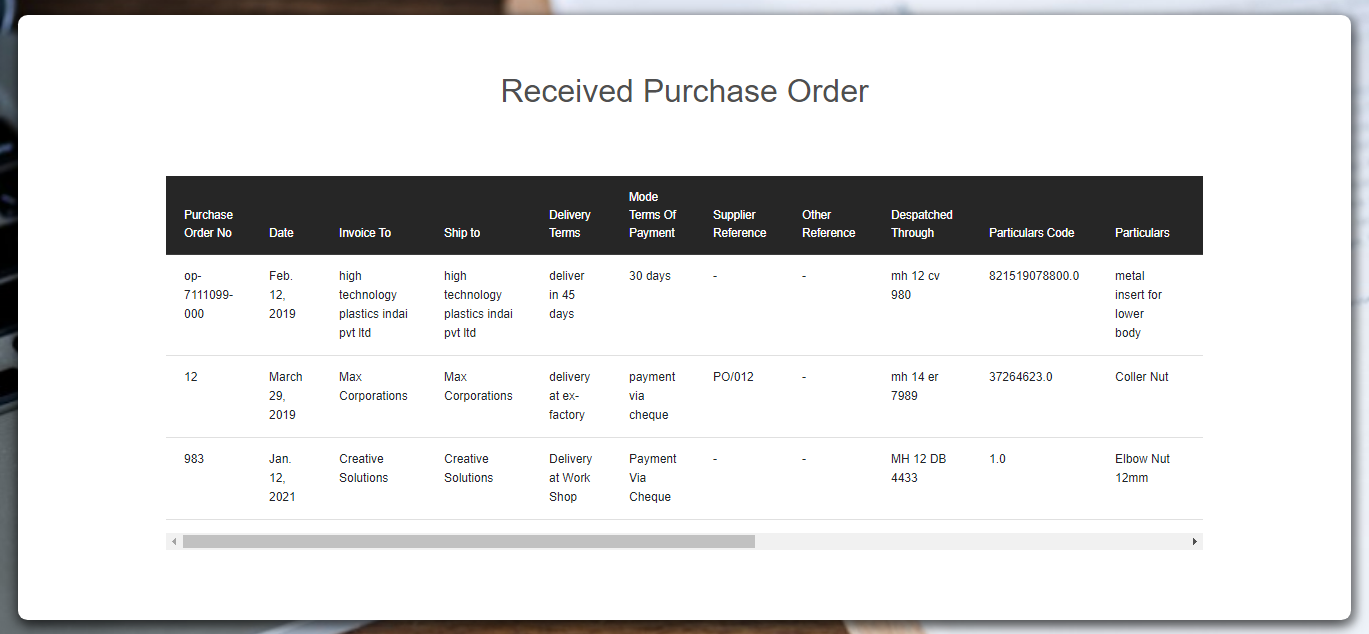 Received Purchase Order
Purchase Order No Date Invoice To Ship to Delivery Terms Mode Terms Of Payment Supplier Reference Other Reference Despatched Through Particulars Code Particulars
op-7111099-000 Feb. 12, 2019 high technology plastics indai pvt ltd high technology plastics indai pvt ltd deliver in 45 days 30 days - - mh 12 cv 980 821519078800.0 metal insert for lower body
12 March 29, 2019 Max Corporations Max Corporations delivery at ex-factory payment via cheque PO/012 - mh 14 er 7989 37264623.0 Coller Nut
983 Jan. 12, 2021 Creative Solutions Creative Solutions Delivery at Work Shop Payment Via Cheque - - MH 12 DB 4433 1.0 Elbow Nut 12mm